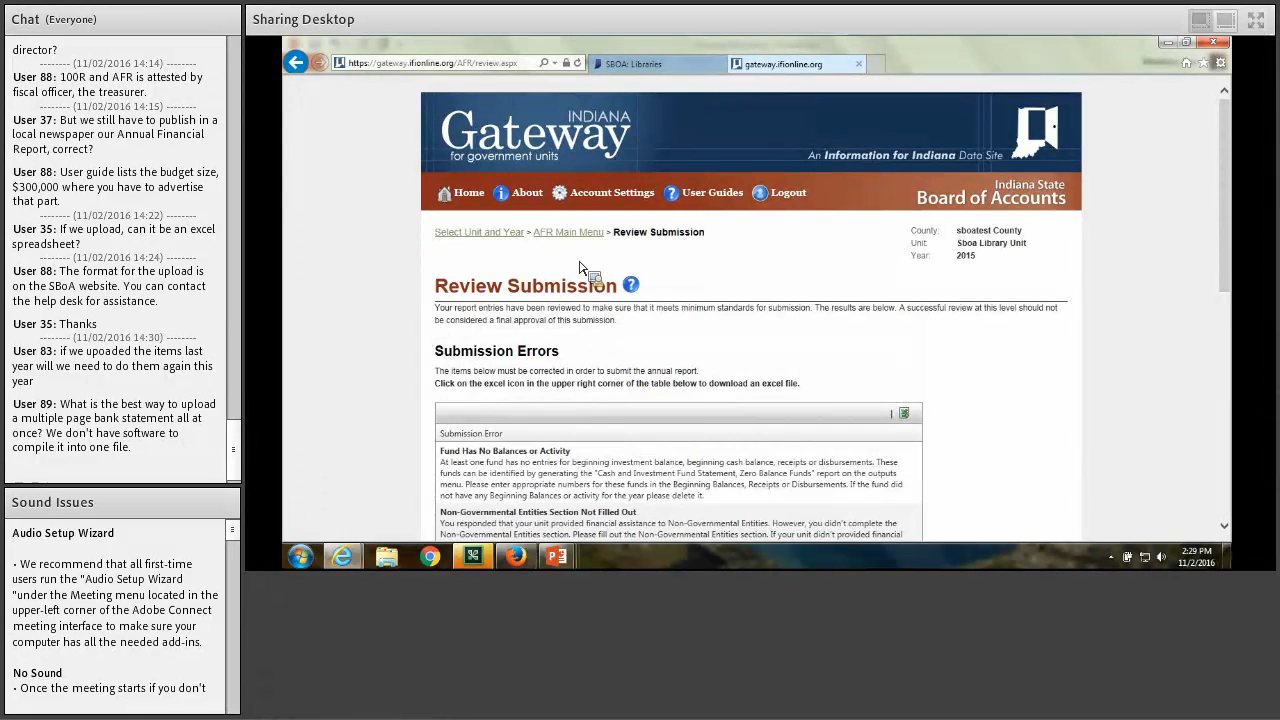 Chat (Everyone)
director?
-------- (11/02/2016 14:14) --------
User 88: 100R and AFR is attested by
fiscal officer, the treasurer.
-------- (11/02/2016 14:15) --------
User 37: But we still have to publish in a
local newspaper our Annual Financial
Report, correct?
User 88: User guide lists the budget size,
$300,000 where you have to advertise
that part.
-------- (11/02/2016 14:22) --------
User 35: If we upload, can it be an excel
spreadsheet?
-------- (11/02/2016 14:24) --------
User 88: The format for the upload is
on the SBoA website. You can contact
the help desk for assistance.
User 35: Thanks
-------- (11/02/2016 14:30) --------
User 83: if we upoaded the items last
year will we need to do them again this
year
User 89: What is the best way to upload
a multiple page bank statement all at
once? We don't have software to
compile it into one file.
Sound Issues
Audio Setup Wizard
• We recommend that all first-time
users run the "Audio Setup Wizard
"under the Meeting menu located in the
upper-left corner of the Adobe Connect
meeting interface to make sure your
computer has all the needed add-ins.
No Sound
• Once the meeting starts if you don't
Sharing Desktop
https://gateway.ifionline.org/AFR/review.aspx
SBOA: Libraries
gateway.ifionline.org
INDIANA
Gateway
for government units
An Information for Indiana Data Site
Home About Account Settings User Guides Logout
Indiana State
Board of Accounts
Select Unit and Year > AFR Main Menu > Review Submission
County: sboatest County
Unit: Sboa Library Unit
Year: 2015
Review Submission
Your report entries have been reviewed to make sure that it meets minimum standards for submission. The results are below. A successful review at this level should not
be considered a final approval of this submission.
Submission Errors
The items below must be corrected in order to submit the annual report.
Click on the excel icon in the upper right corner of the table below to download an excel file.
Submission Error
Fund Has No Balances or Activity
At least one fund has no entries for beginning investment balance, beginning cash balance, receipts or disbursements. These
funds can be identified by generating the "Cash and Investment Fund Statement, Zero Balance Funds" report on the outputs
menu. Please enter appropriate numbers for these funds in the Beginning Balances, Receipts or Disbursements. If the fund did
not have any Beginning Balances or activity for the year please delete it.
Non-Governmental Entities Section Not Filled Out
You responded that your unit provided financial assistance to Non-Governmental Entities. However, you didn't complete the
Non-Governmental Entities section. Please fill out the Non-Governmental Entities section. If your unit didn't provided financial
2:29 PM
11/2/2016